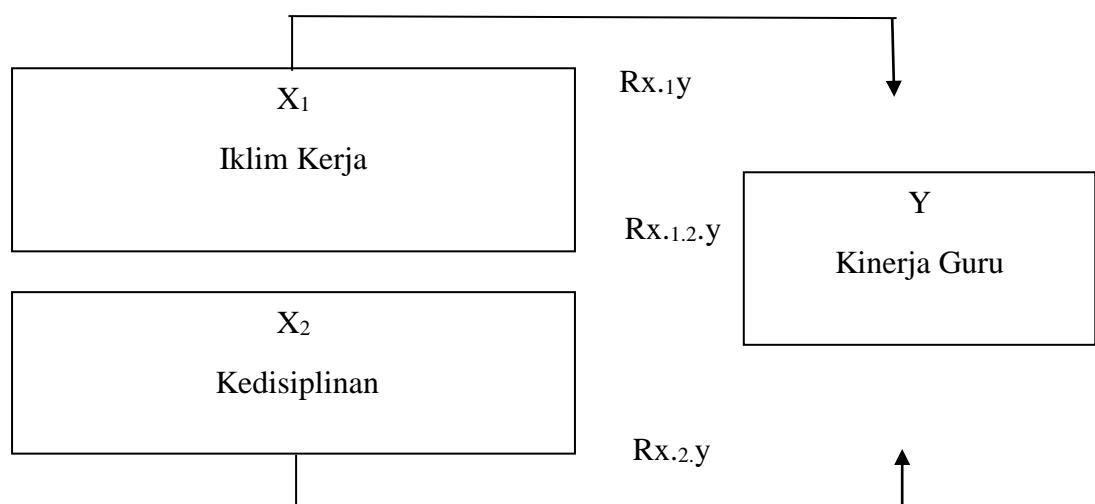 Rx.₁y
X₁
Iklim Kerja
Y
Rx.₁.₂.y
Kinerja Guru
X₂
Kedisiplinan
Rx.₂.y